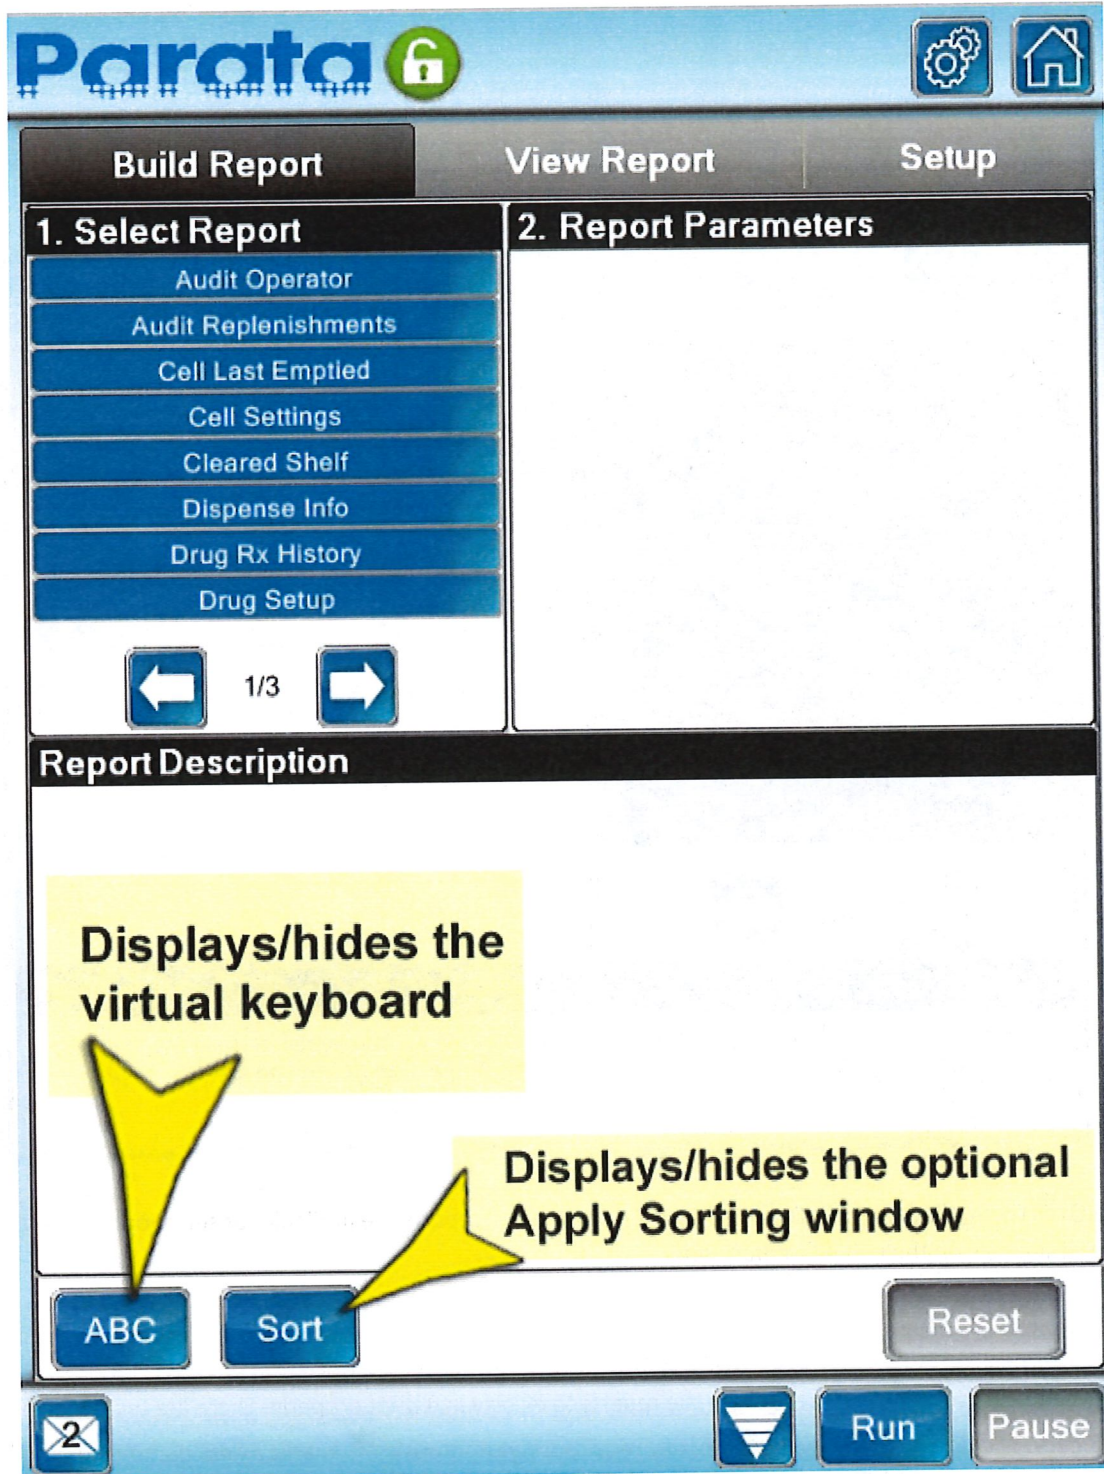 Parata
Build Report
View Report
Setup
1. Select Report
Audit Operator
Audit Replenishments
Cell Last Emptied
Cell Settings
Cleared Shelf
Dispense Info
Drug Rx History
Drug Setup
1/3
2. Report Parameters
Report Description
Displays/hides the
virtual keyboard
Displays/hides the optional
Apply Sorting window
ABC
Sort
Reset
2
Run
Pause